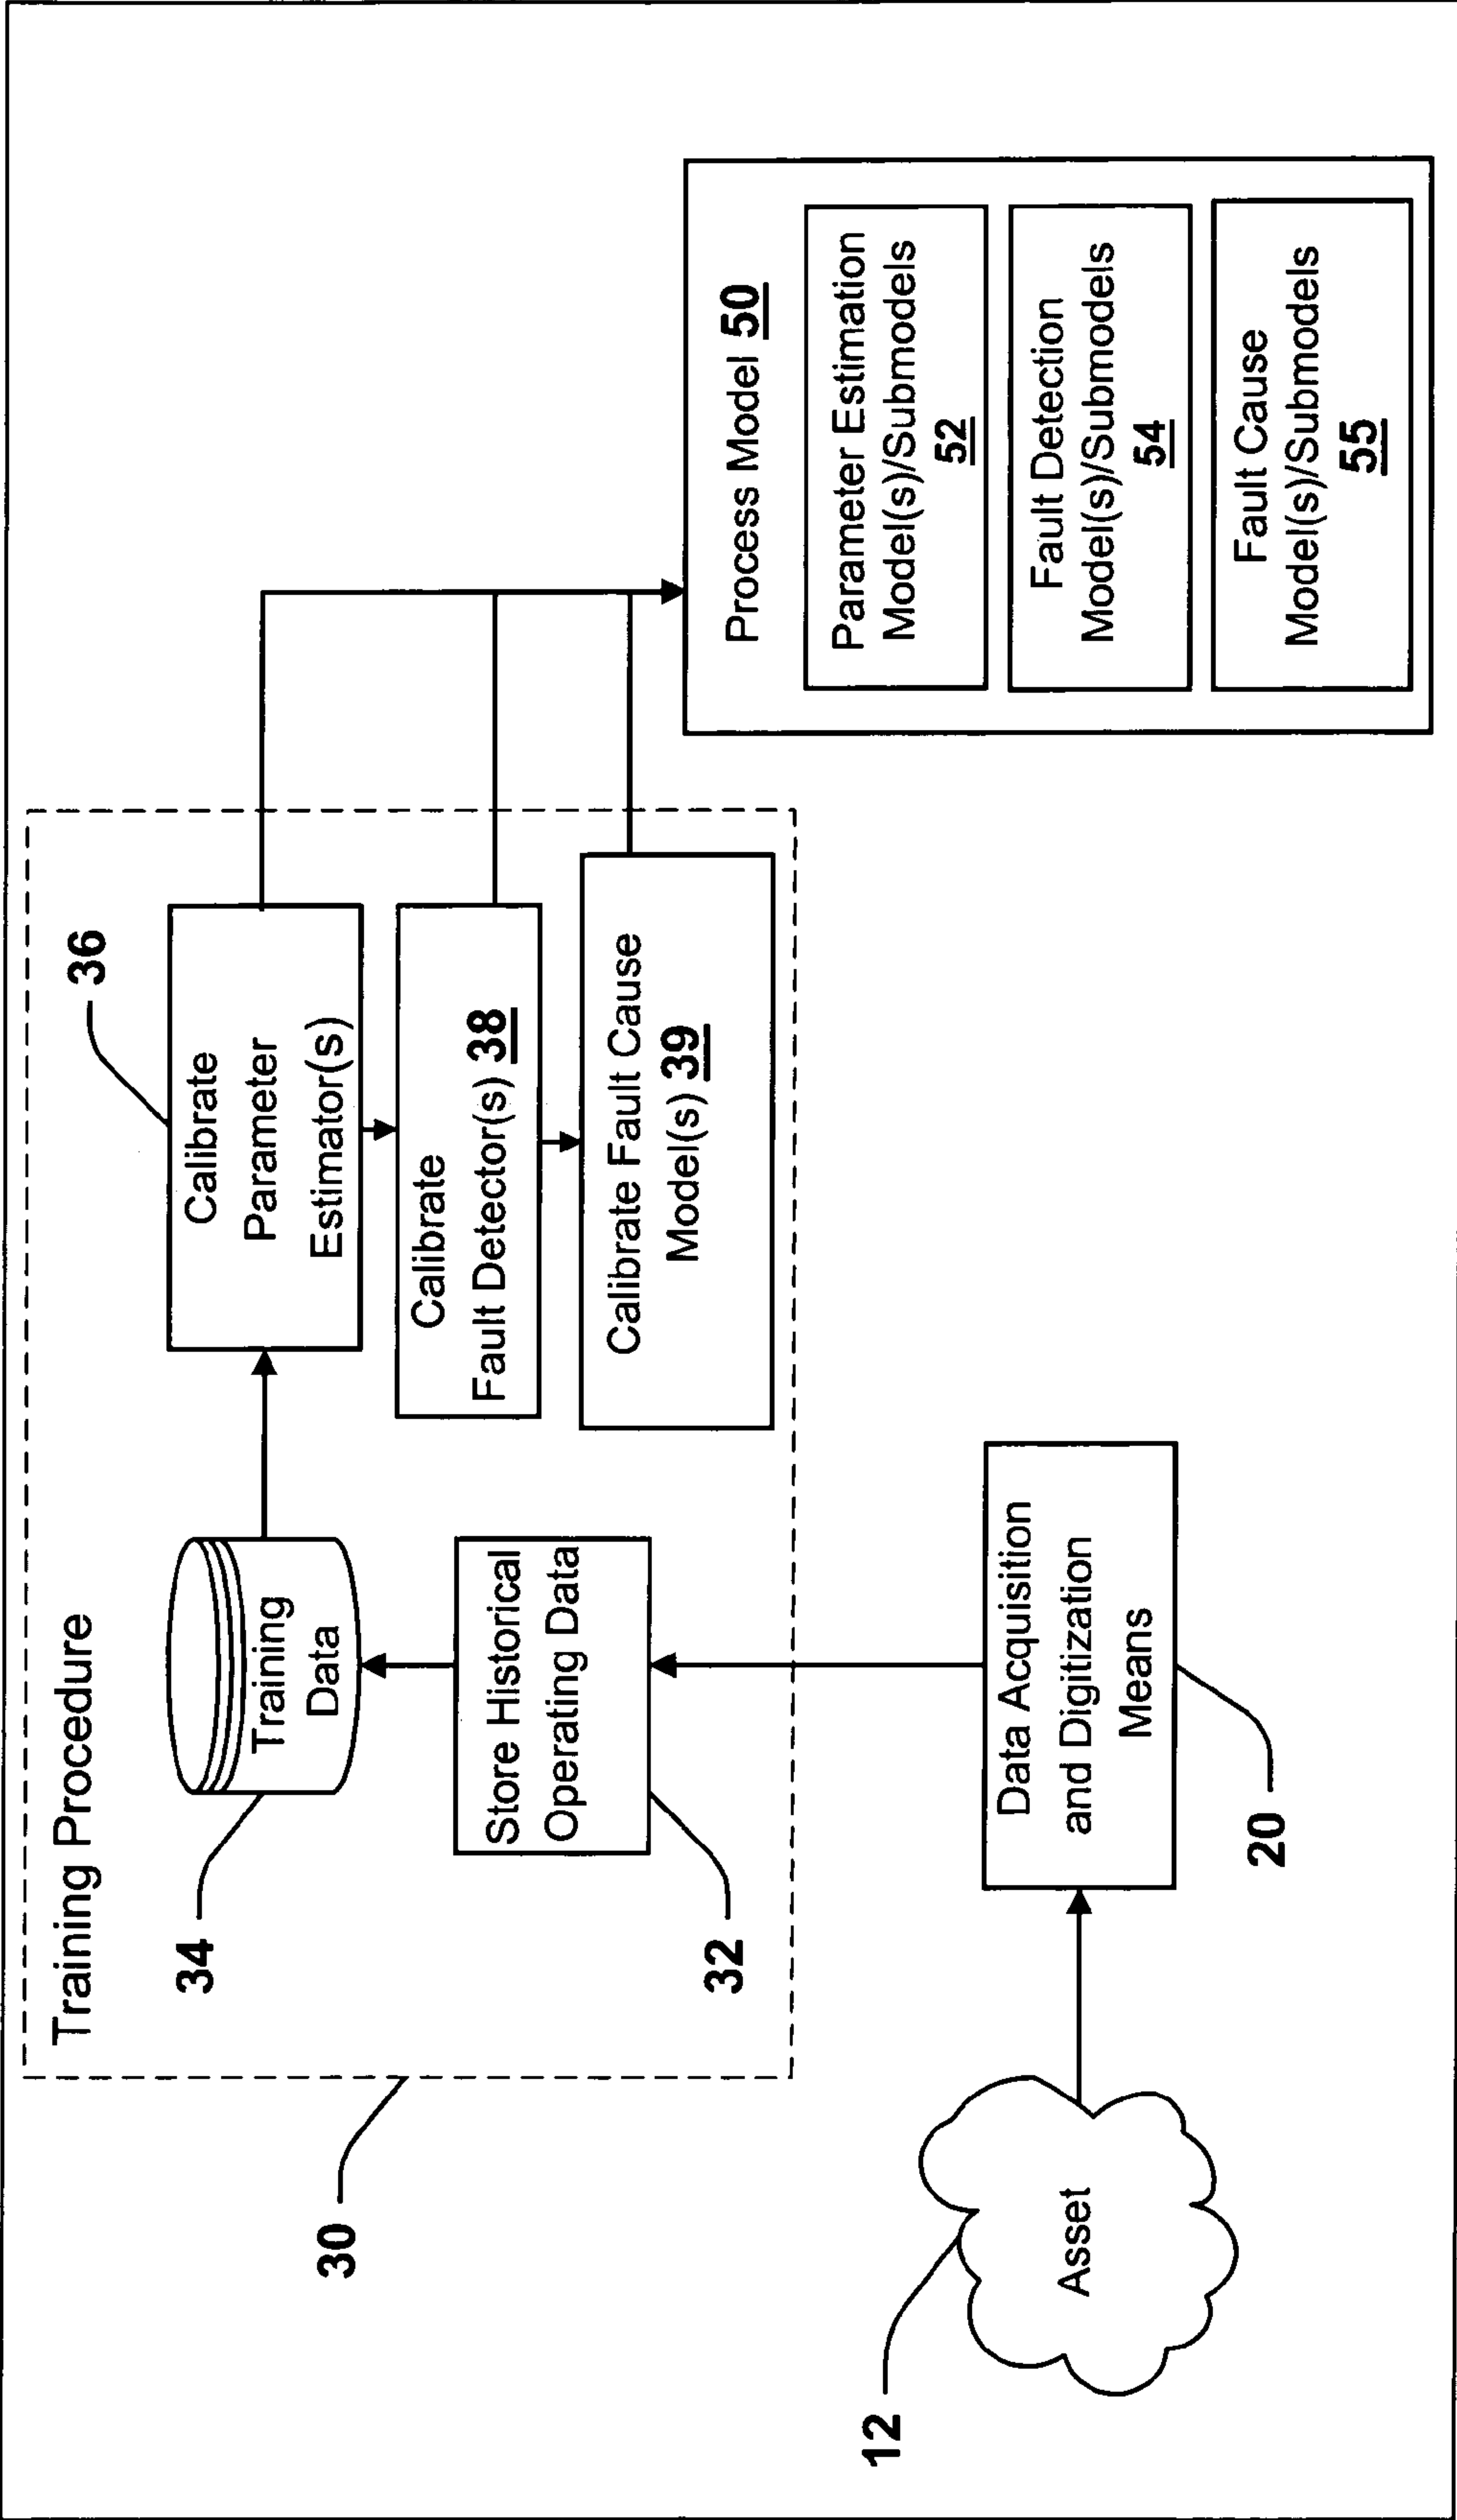 Training Procedure
30
34
Training
Data
36
Calibrate
Parameter
Estimator(s)
Calibrate
Fault Detector(s) 38
Calibrate Fault Cause
Model(s) 39
Store Historical
Operating Data
32
12
Asset
Data Acquisition
and Digitization
Means
20
Process Model 50
Parameter Estimation
Model(s)/Submodels
52
Fault Detection
Model(s)/Submodels
54
Fault Cause
Model(s)/Submodels
55